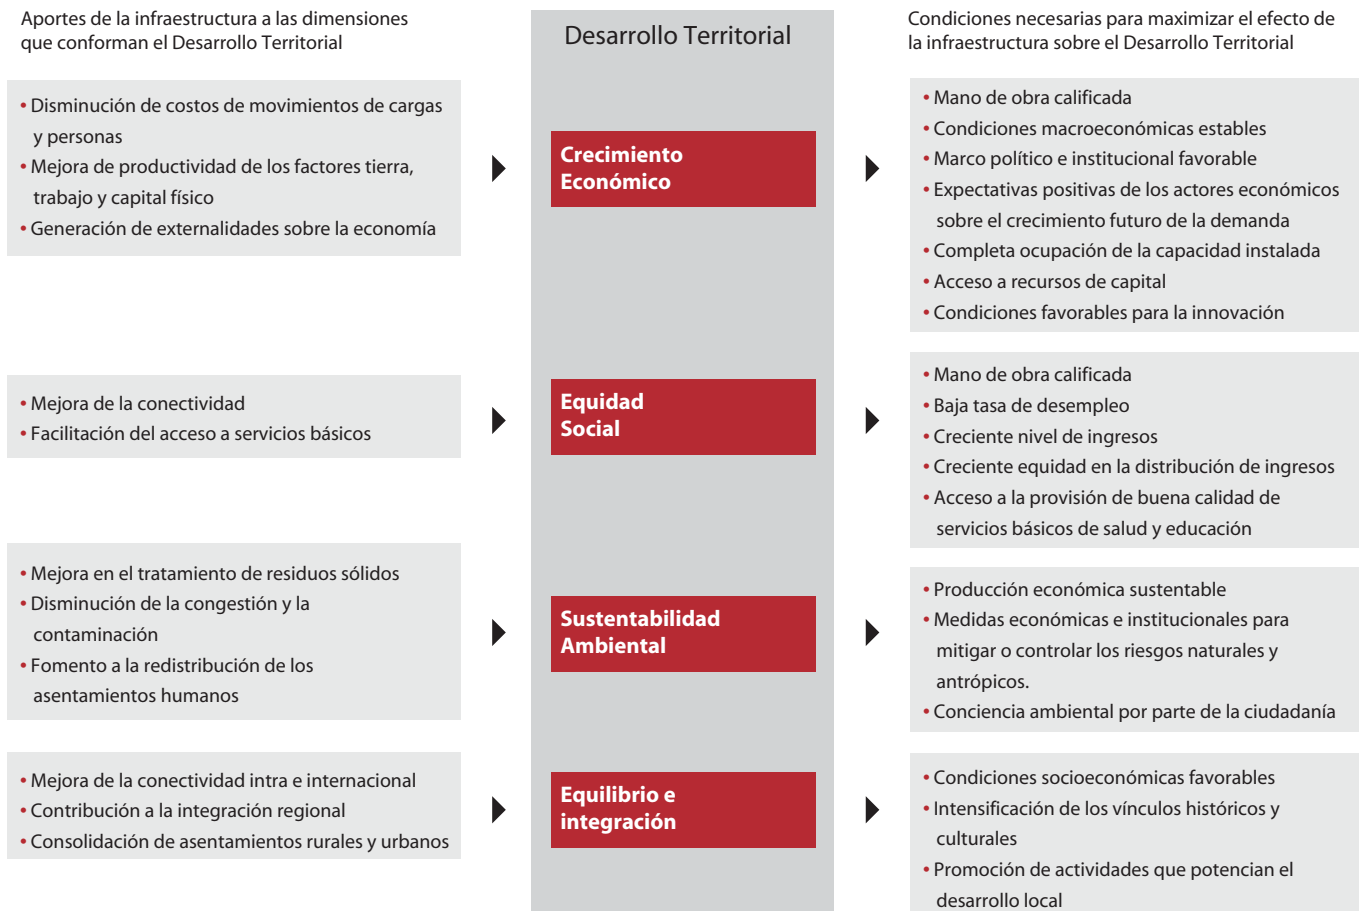 Aportes de la infraestructura a las dimensiones
que conforman el Desarrollo Territorial
Desarrollo Territorial
Condiciones necesarias para maximizar el efecto de
la infraestructura sobre el Desarrollo Territorial
• Disminución de costos de movimientos de cargas
y personas
• Mejora de productividad de los factores tierra,
trabajo y capital físico
• Generación de externalidades sobre la economía
Crecimiento
Económico
• Mano de obra calificada
• Condiciones macroeconómicas estables
• Marco político e institucional favorable
• Expectativas positivas de los actores económicos
sobre el crecimiento futuro de la demanda
• Completa ocupación de la capacidad instalada
• Acceso a recursos de capital
• Condiciones favorables para la innovación
• Mejora de la conectividad
• Facilitación del acceso a servicios básicos
Equidad
Social
• Mano de obra calificada
• Baja tasa de desempleo
• Creciente nivel de ingresos
• Creciente equidad en la distribución de ingresos
• Acceso a la provisión de buena calidad de
servicios básicos de salud y educación
• Mejora en el tratamiento de residuos sólidos
• Disminución de la congestión y la
contaminación
• Fomento a la redistribución de los
asentamientos humanos
Sustentabilidad
Ambiental
• Producción económica sustentable
• Medidas económicas e institucionales para
mitigar o controlar los riesgos naturales y
antrópicos.
• Conciencia ambiental por parte de la ciudadanía
• Mejora de la conectividad intra e internacional
• Contribución a la integración regional
• Consolidación de asentamientos rurales y urbanos
Equilibrio e
integración
• Condiciones socioeconómicas favorables
• Intensificación de los vínculos históricos y
culturales
• Promoción de actividades que potencian el
desarrollo local